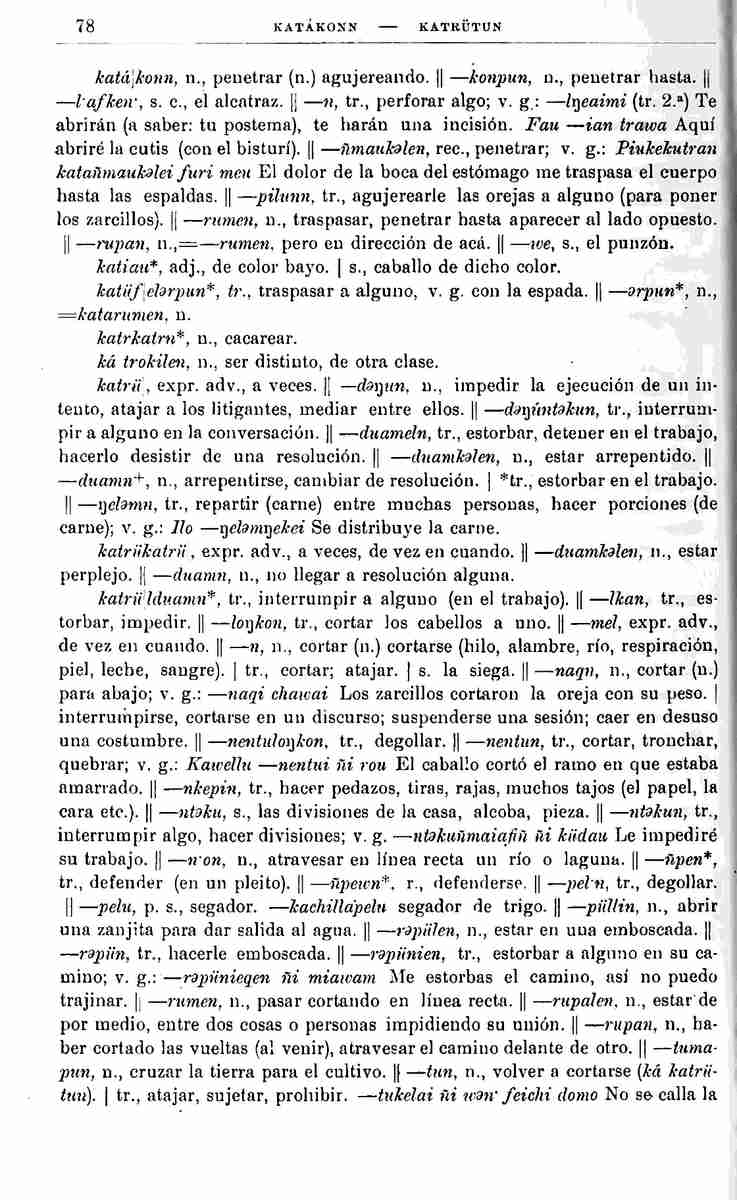 78 KATÁKONN — KATRÜTUN
katá|konn, n., penetrar (n.) agujereando. || —konpun, n., penetrar hasta. ||
—l·afken·, s. c., el alcatraz. || —n, tr., perforar algo; v. g.: —lŋeaimi (tr. 2.ª) Te
abrirán (a saber: tu postema), te harán una incisión. Fau —ian trawa Aquí
abriré la cutis (con el bisturí). || —ñmaukəlen, rec., penetrar; v. g.: Piukekutran
katañmaukəlei furi meu El dolor de la boca del estómago me traspasa el cuerpo
hasta las espaldas. || —pilunn, tr., agujerearle las orejas a alguno (para poner
los zarcillos). || —rumen, n., traspasar, penetrar hasta aparecer al lado opuesto.
|| —rupan, n.,=—rumen, pero en dirección de acá. || —we, s., el punzón.
katiau*, adj., de color bayo. | s., caballo de dicho color.
katüf|elərpun*, tr., traspasar a alguno, v. g. con la espada. || —ərpun*, n.,
=katarumen, n.
katrkatrn*, n., cacarear.
ká trokilen, n., ser distinto, de otra clase.
katrü|, expr. adv., a veces. || —dəŋun, n., impedir la ejecución de un in-
tento, atajar a los litigantes, mediar entre ellos. || —dəŋúntəkun, tr., interrum-
pir a alguno en la conversación. || —duameln, tr., estorbar, detener en el trabajo,
hacerlo desistir de una resolución. || —duamkəlen, n., estar arrepentido. ||
—duamn+, n., arrepentirse, cambiar de resolución. | *tr., estorbar en el trabajo.
|| —ŋeləmn, tr., repartir (carne) entre muchas personas, hacer porciones (de
carne); v. g.: Ilo —ŋeləmŋekei Se distribuye la carne.
katrükatrü|, expr. adv., a veces, de vez en cuando. || —duamkəlen, n., estar
perplejo. || —duamn, n., no llegar a resolución alguna.
katrü|lduamn*, tr., interrumpir a alguno (en el trabajo). || —lkan, tr., es-
torbar, impedir. || —loŋkon, tr., cortar los cabellos a uno. || —mel, expr. adv.,
de vez en cuando. || —n, n., cortar (n.) cortarse (hilo, alambre, río, respiración,
piel, leche, sangre). | tr., cortar; atajar. | s. la siega. || —naqn, n., cortar (n.)
para abajo; v. g.: —naqi chawai Los zarcillos cortaron la oreja con su peso. |
interrumpirse, cortarse en un discurso; suspenderse una sesión; caer en desuso
una costumbre. || —nentuloŋkon, tr., degollar. || —nentun, tr., cortar, tronchar,
quebrar; v. g.: Kawellu —nentui ñi rou El caballo cortó el ramo en que estaba
amarrado. || —nkepin, tr., hacer pedazos, tiras, rajas, muchos tajos (el papel, la
cara etc.). || —ntəku, s., las divisiones de la casa, alcoba, pieza. || —ntəkun, tr.,
interrumpir algo, hacer divisiones; v. g. —ntəkuñmaiafiñ ñi küdau Le impediré
su trabajo. || —n·on, n., atravesar en línea recta un río o laguna. || —ñpen*,
tr., defender (en un pleito). || —ñpewn*, r., defenderse. || —pel·n, tr., degollar.
|| —pelu, p. s., segador. —kachillapelu segador de trigo. || —püllin, n., abrir
una zanjita para dar salida al agua. || —rəpülen, n., estar en una emboscada. ||
—rəpün, tr., hacerle emboscada. || —rəpünien, tr., estorbar a alguno en su ca-
mino; v. g.: —rəpünieqen ñi miawam Me estorbas el camino, así no puedo
trajinar. || —rumen, n., pasar cortando en línea recta. || —rupalen, n., estar de
por medio, entre dos cosas o personas impidiendo su unión. || —rupan, n., ha-
ber cortado las vueltas (al venir), atravesar el camino delante de otro. || —tuma-
pun, n., cruzar la tierra para el cultivo. || —tun, n., volver a cortarse (ká katrü-
tun). | tr., atajar, sujetar, prohibir. —tukelai ñi wən· feichi domo No se calla la